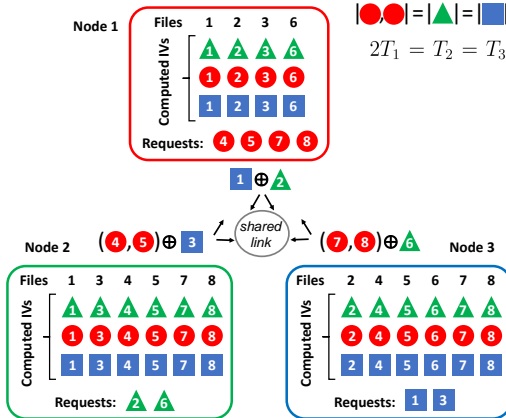 Node 1
Files 1 2 3 6
Computed IVs
1 2 3 6
1 2 3 6
1 2 3 6
Requests: 4 5 7 8
|●,●| = |▲| = |■|
2T₁ = T₂ = T₃
1 ⊕ 2
shared link
Node 2
(4, 5) ⊕ 3
(7, 8) ⊕ 6
Node 3
Files 1 3 4 5 7 8
Computed IVs
1 3 4 5 7 8
1 3 4 5 7 8
1 3 4 5 7 8
Requests: 2 6
Files 2 4 5 6 7 8
Computed IVs
2 4 5 6 7 8
2 4 5 6 7 8
2 4 5 6 7 8
Requests: 1 3